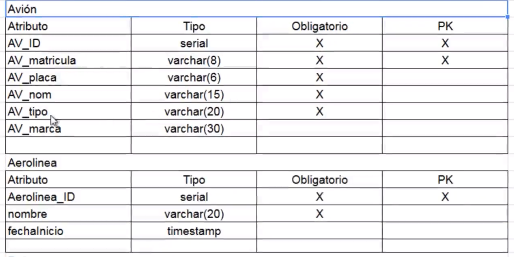 Avión
Atributo Tipo Obligatorio PK
AV_ID serial X X
AV_matricula varchar(8) X X
AV_placa varchar(6) X
AV_nom varchar(15) X
AV_tipo varchar(20) X
AV_marca varchar(30)
Aerolinea
Atributo Tipo Obligatorio PK
Aerolinea_ID serial X X
nombre varchar(20) X
fechaInicio timestamp